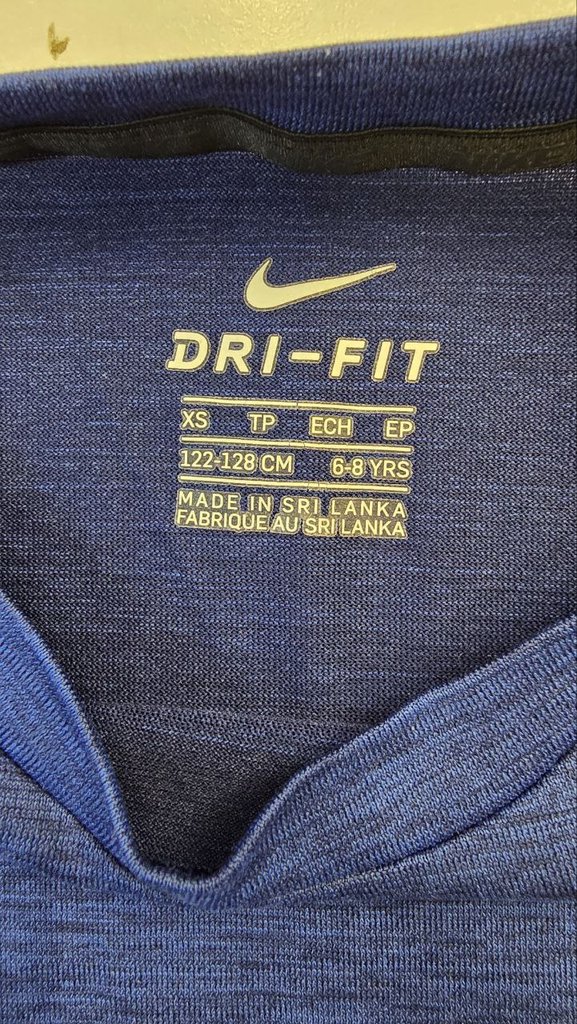 DRI-FIT
XS TP ECH EP
122-128 CM 6-8 YRS
MADE IN SRI LANKA
FABRIQUE AU SRI LANKA